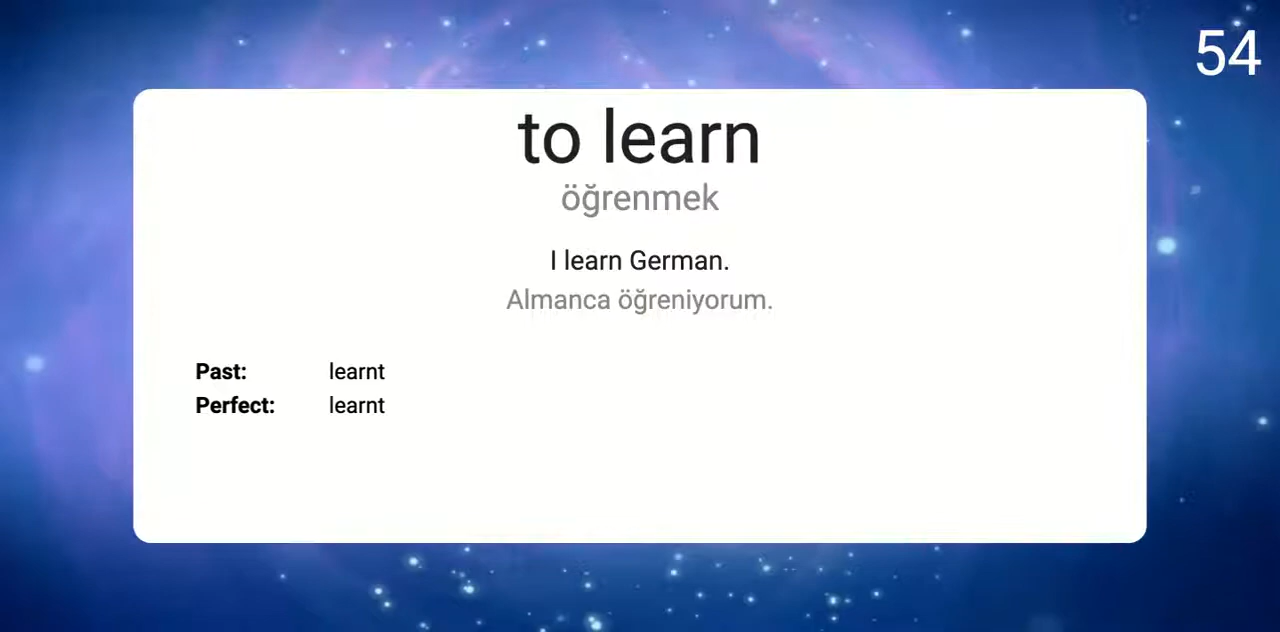 54
to learn
öğrenmek
I learn German.
Almanca öğreniyorum.
Past: learnt
Perfect: learnt